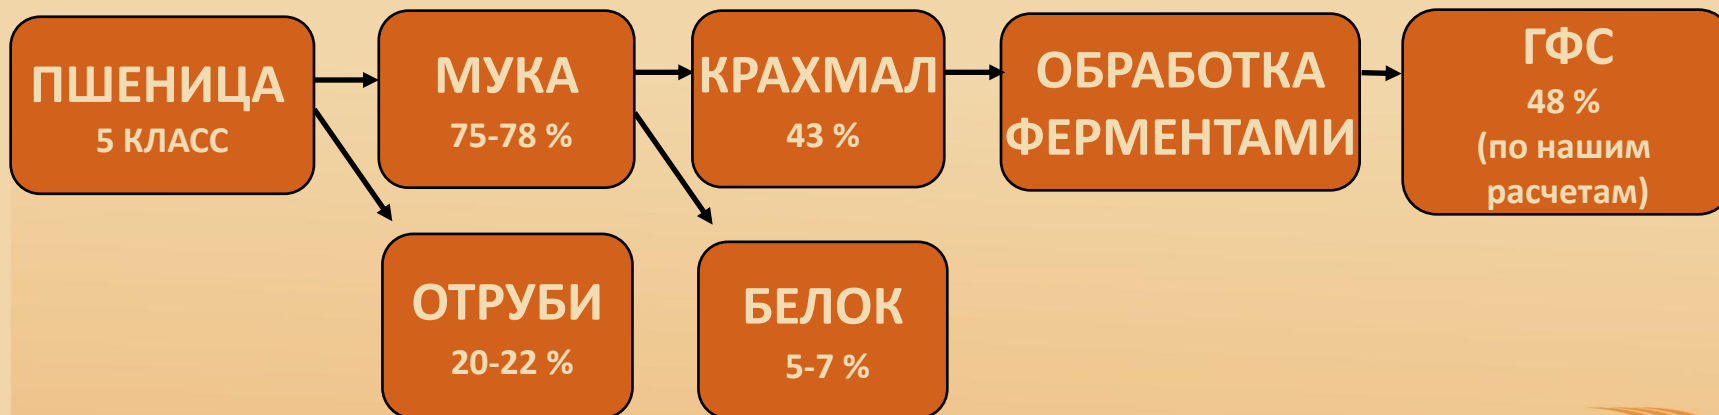 ПШЕНИЦА
5 КЛАСС
МУКА
75-78 %
КРАХМАЛ
43 %
ОБРАБОТКА
ФЕРМЕНТАМИ
ГФС
48 %
(по нашим
расчетам)
ОТРУБИ
20-22 %
БЕЛОК
5-7 %